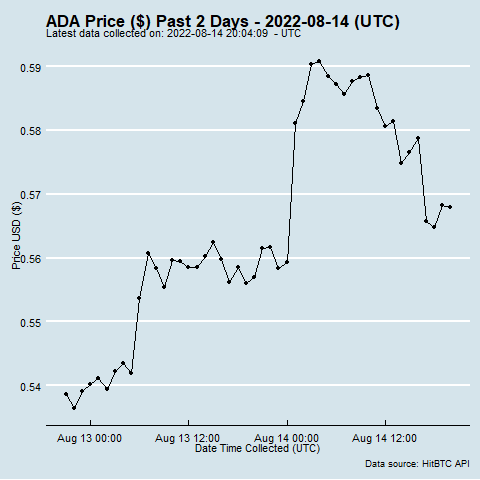 ADA Price ($) Past 2 Days - 2022-08-14 (UTC)
Latest data collected on: 2022-08-14 20:04:09 - UTC
0.59
0.58
0.57
0.56
0.55
0.54
Price USD ($)
Aug 13 00:00
Aug 13 12:00
Aug 14 00:00
Aug 14 12:00
Date Time Collected (UTC)
Data source: HitBTC API